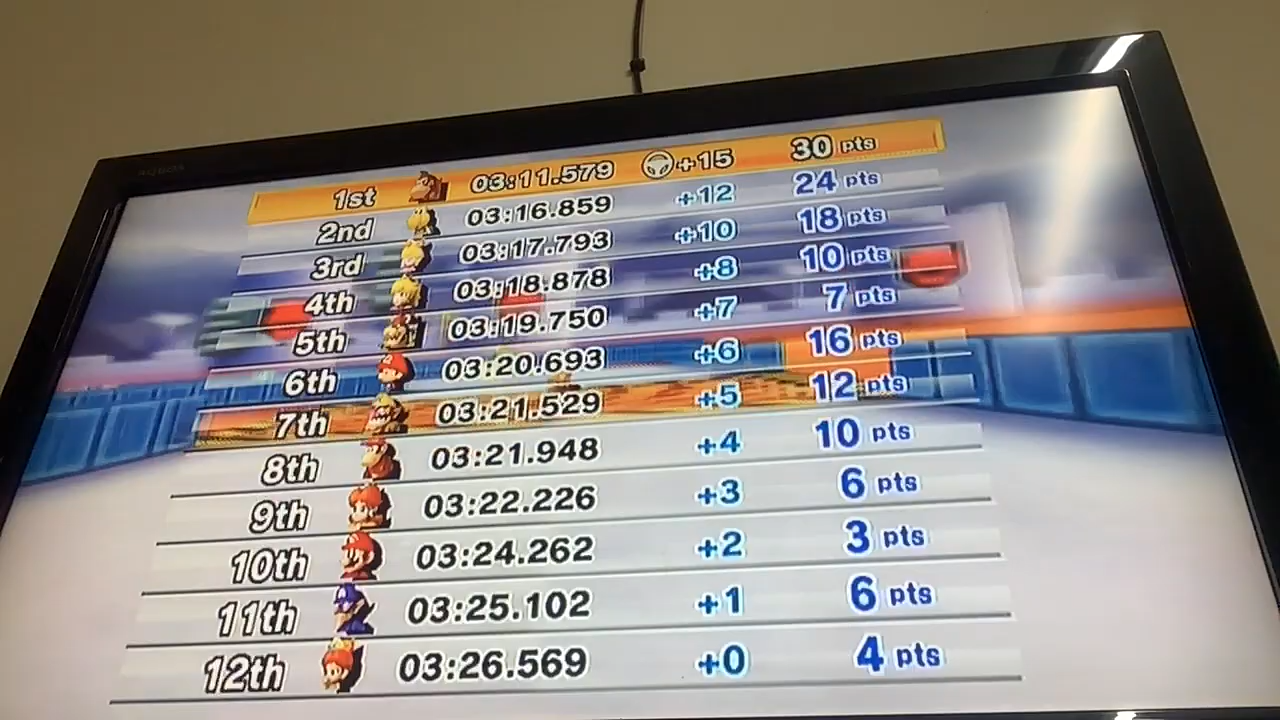 1st 03:11.579 +15 30 pts
2nd 03:16.859 +12 24 pts
3rd 03:17.793 +10 18 pts
4th 03:18.878 +8 10 pts
5th 03:19.750 +7 7 pts
6th 03:20.693 +6 16 pts
7th 03:21.529 +5 12 pts
8th 03:21.948 +4 10 pts
9th 03:22.226 +3 6 pts
10th 03:24.262 +2 3 pts
11th 03:25.102 +1 6 pts
12th 03:26.569 +0 4 pts